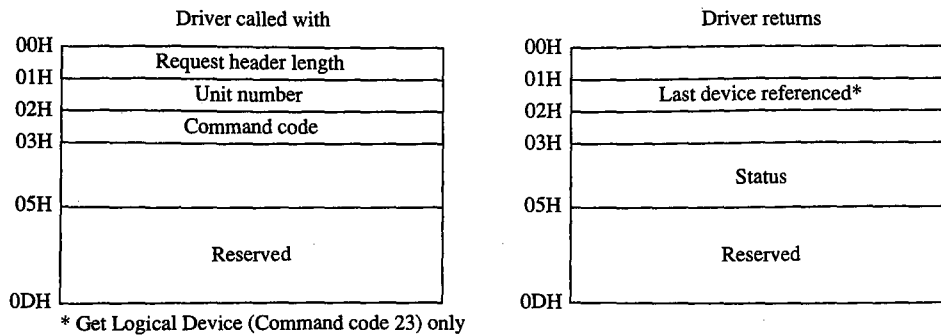 Driver called with
00H
Request header length
01H
Unit number
02H
Command code
03H
05H
Reserved
0DH
* Get Logical Device (Command code 23) only
Driver returns
00H
01H
Last device referenced*
02H
03H
Status
05H
Reserved
0DH